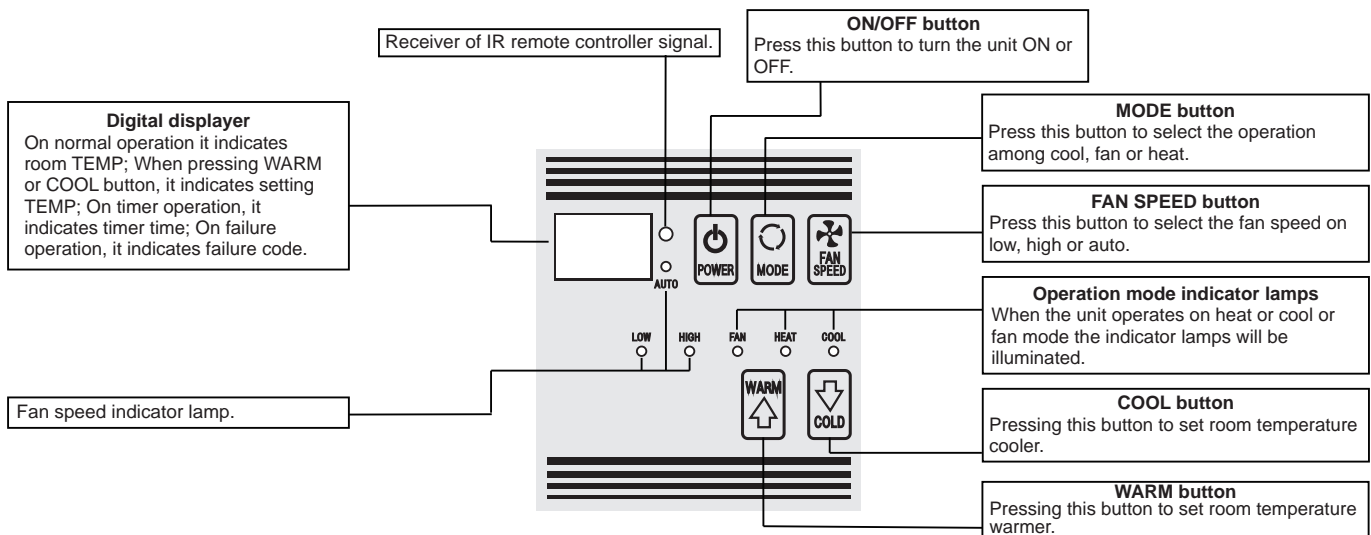 ON/OFF button
Press this button to turn the unit ON or
OFF.
Receiver of IR remote controller signal.
Digital displayer
On normal operation it indicates
room TEMP; When pressing WARM
or COOL button, it indicates setting
TEMP; On timer operation, it
indicates timer time; On failure
operation, it indicates failure code.
MODE button
Press this button to select the operation
among cool, fan or heat.
FAN SPEED button
Press this button to select the fan speed on
low, high or auto.
POWER
MODE
FAN
SPEED
AUTO
LOW
HIGH
FAN
HEAT
COOL
Operation mode indicator lamps
When the unit operates on heat or cool or
fan mode the indicator lamps will be
illuminated.
WARM
COLD
Fan speed indicator lamp.
COOL button
Pressing this button to set room temperature
cooler.
WARM button
Pressing this button to set room temperature
warmer.